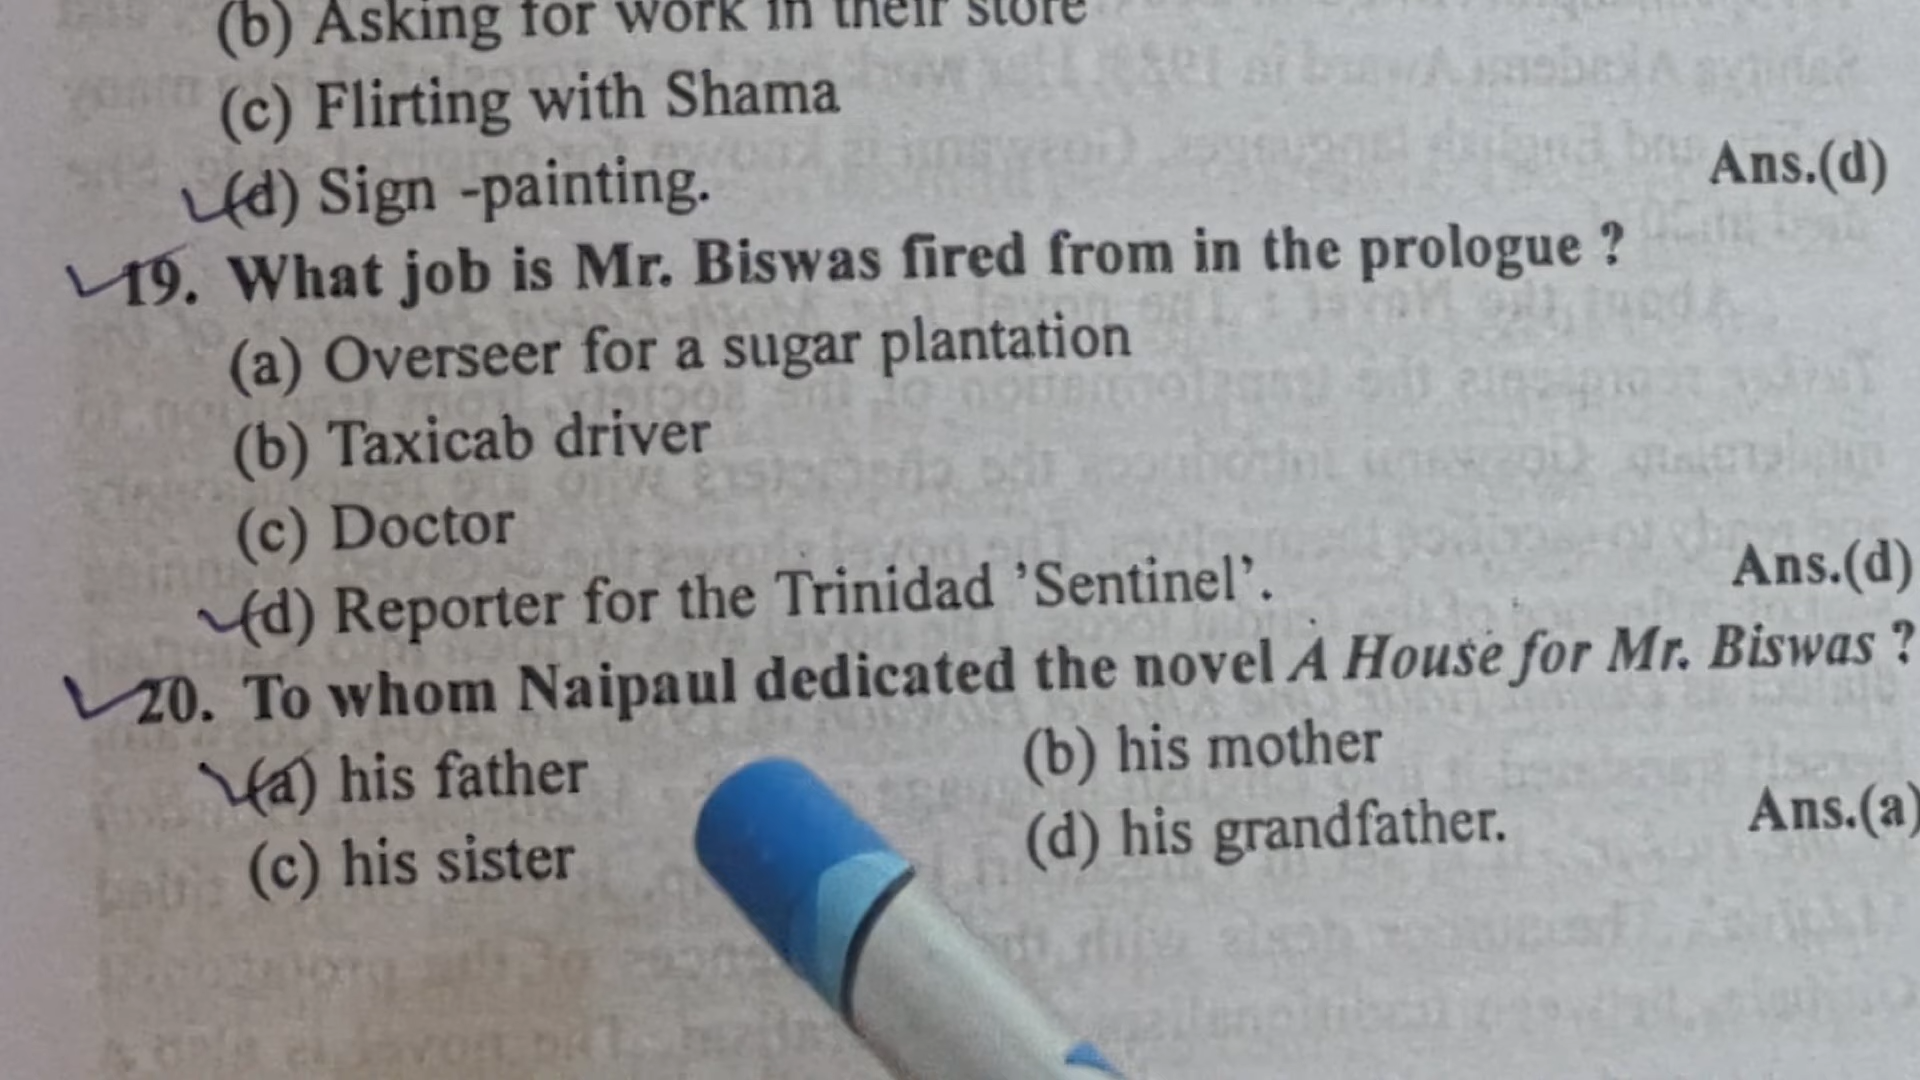 (b) Asking for work in their store
(c) Flirting with Shama
(d) Sign -painting. Ans.(d)
19. What job is Mr. Biswas fired from in the prologue ?
(a) Overseer for a sugar plantation
(b) Taxicab driver
(c) Doctor
(d) Reporter for the Trinidad ’Sentinel’. Ans.(d)
20. To whom Naipaul dedicated the novel A House for Mr. Biswas ?
(a) his father (b) his mother
(c) his sister (d) his grandfather. Ans.(a)